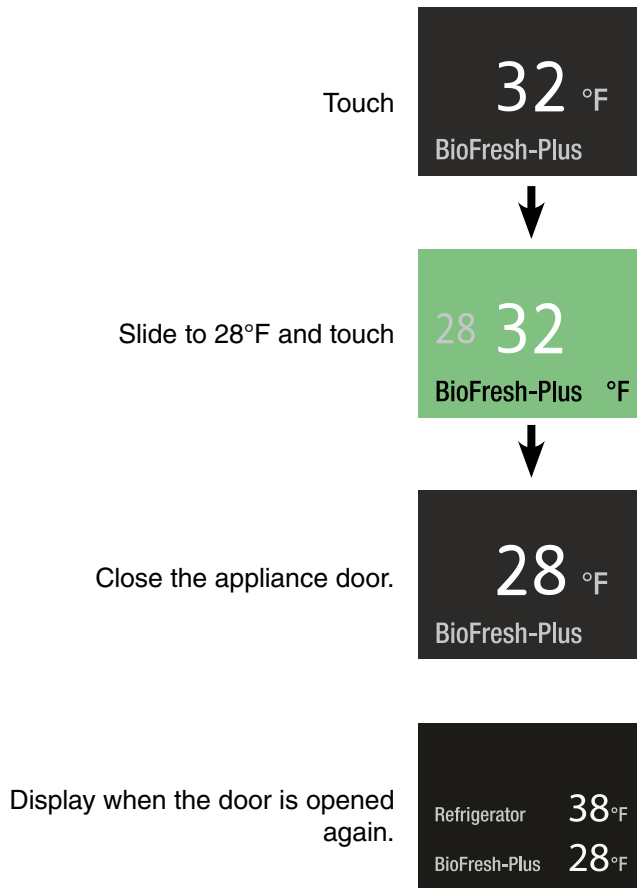 Touch
32 °F
BioFresh-Plus
Slide to 28°F and touch
28 32
BioFresh-Plus °F
Close the appliance door.
28 °F
BioFresh-Plus
Display when the door is opened
again.
Refrigerator 38°F
BioFresh-Plus 28°F